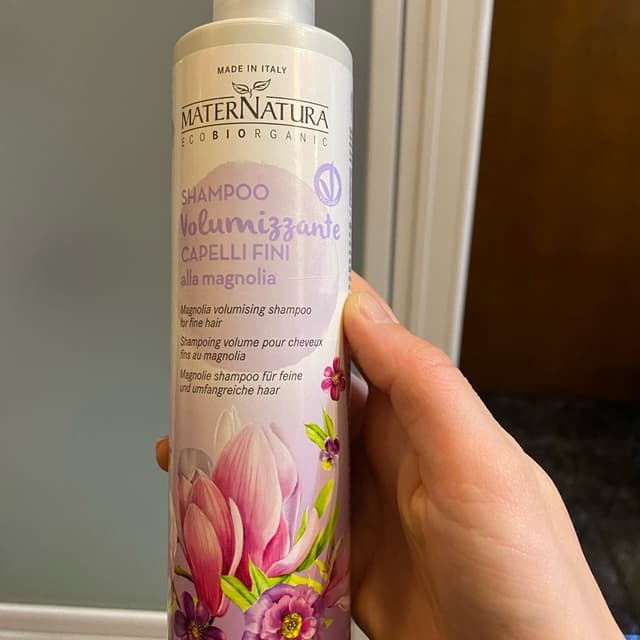 MADE IN ITALY
MATERNATURA
ECOBIORGANIC
SHAMPOO
Volumizzante
CAPELLI FINI
alla magnolia
Magnolia volumising shampoo
for fine hair
Shampoing volume pour cheveux
fins au magnolia
Magnolie shampoo für feine
und umfangreiche haar